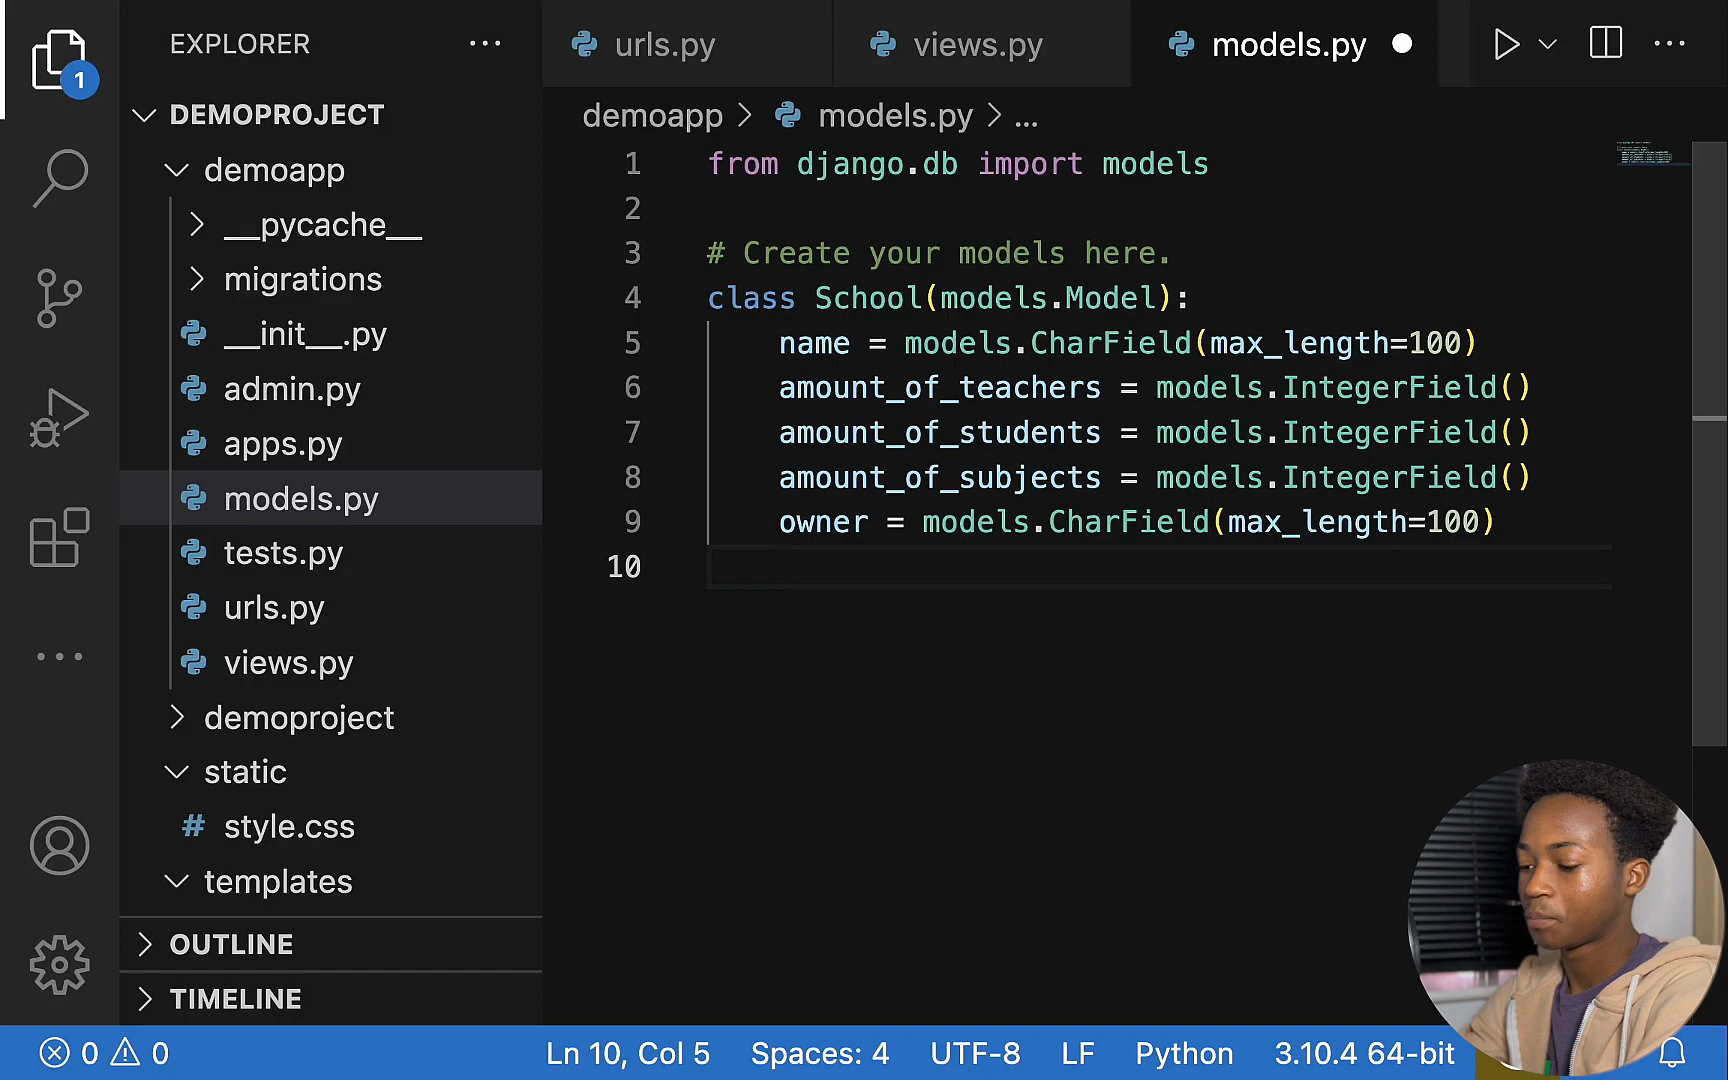 EXPLORER
urls.py
views.py
models.py
1
DEMOPROJECT
demoapp
__pycache__
migrations
__init__.py
admin.py
apps.py
models.py
tests.py
urls.py
views.py
demoproject
static
# style.css
templates
OUTLINE
TIMELINE
demoapp > models.py > ...
1 from django.db import models
2
3 # Create your models here.
4 class School(models.Model):
5 name = models.CharField(max_length=100)
6 amount_of_teachers = models.IntegerField()
7 amount_of_students = models.IntegerField()
8 amount_of_subjects = models.IntegerField()
9 owner = models.CharField(max_length=100)
10
0 0 Ln 10, Col 5 Spaces: 4 UTF-8 LF Python 3.10.4 64-bit